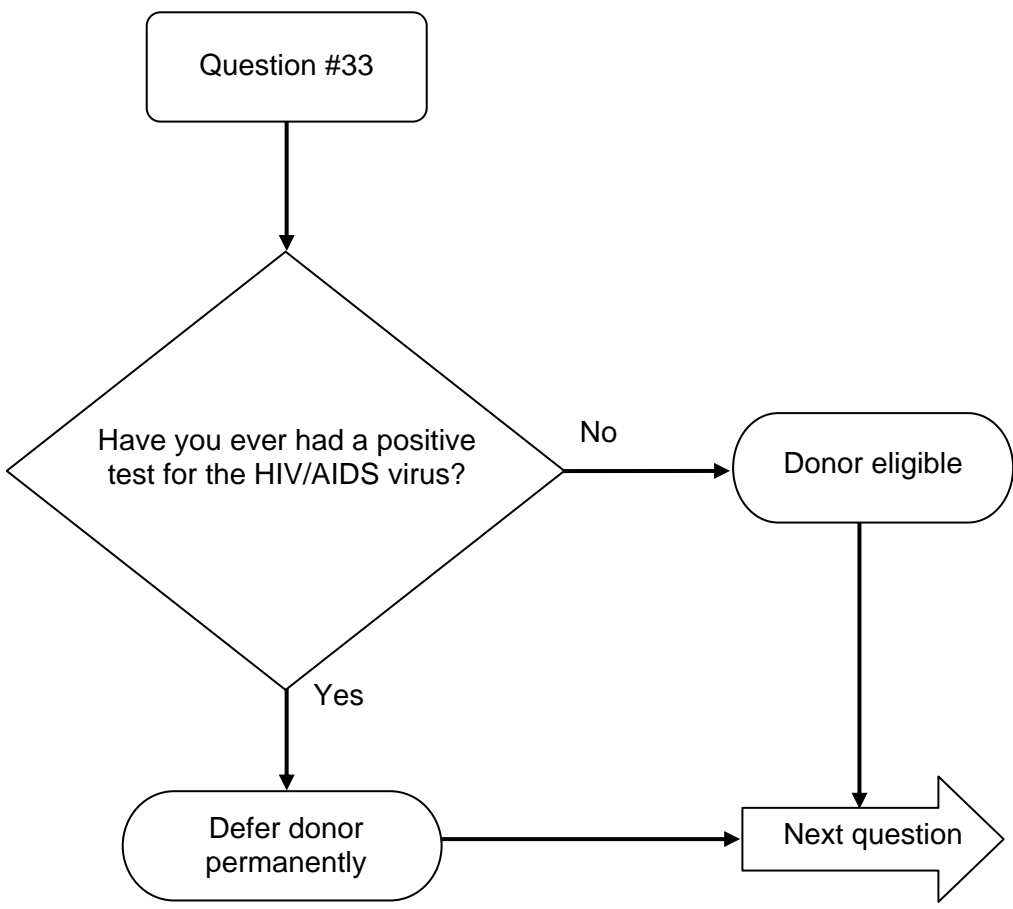 Question #33
Have you ever had a positive
test for the HIV/AIDS virus?
No
Donor eligible
Yes
Defer donor
permanently
Next question